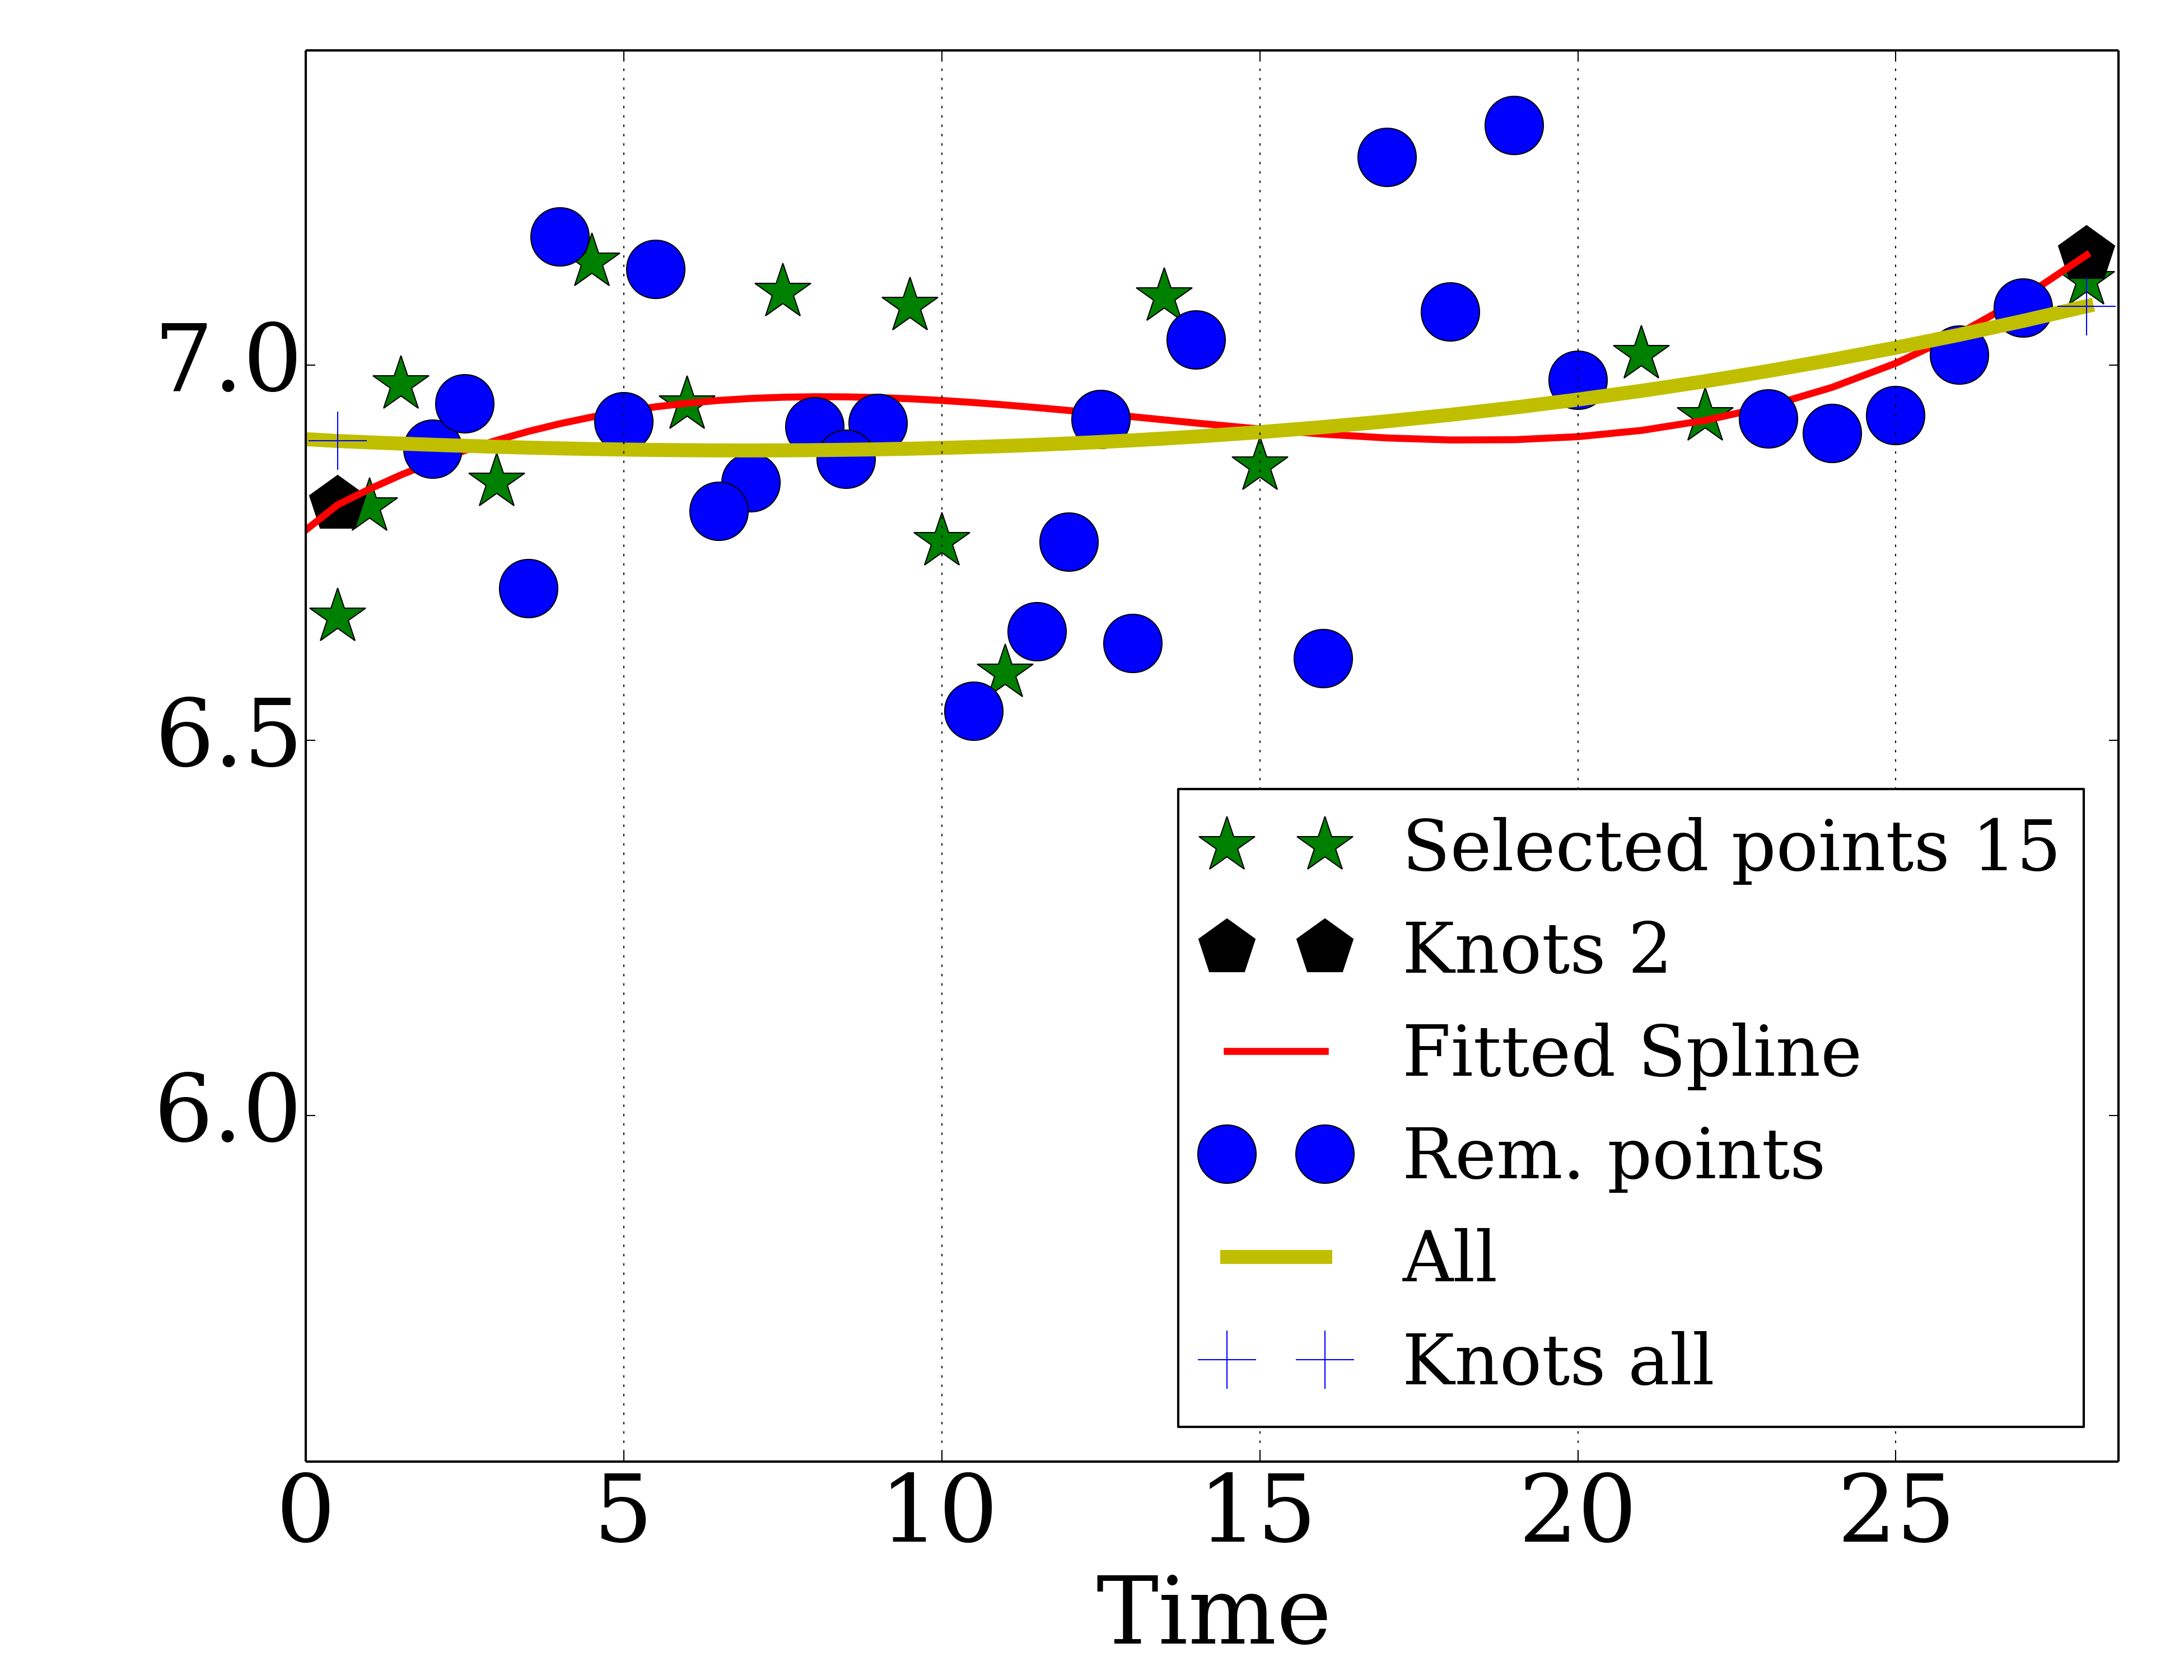 7.0
6.5
6.0
Selected points 15
Knots 2
Fitted Spline
Rem. points
All
Knots all
0 5 10 15 20 25
Time